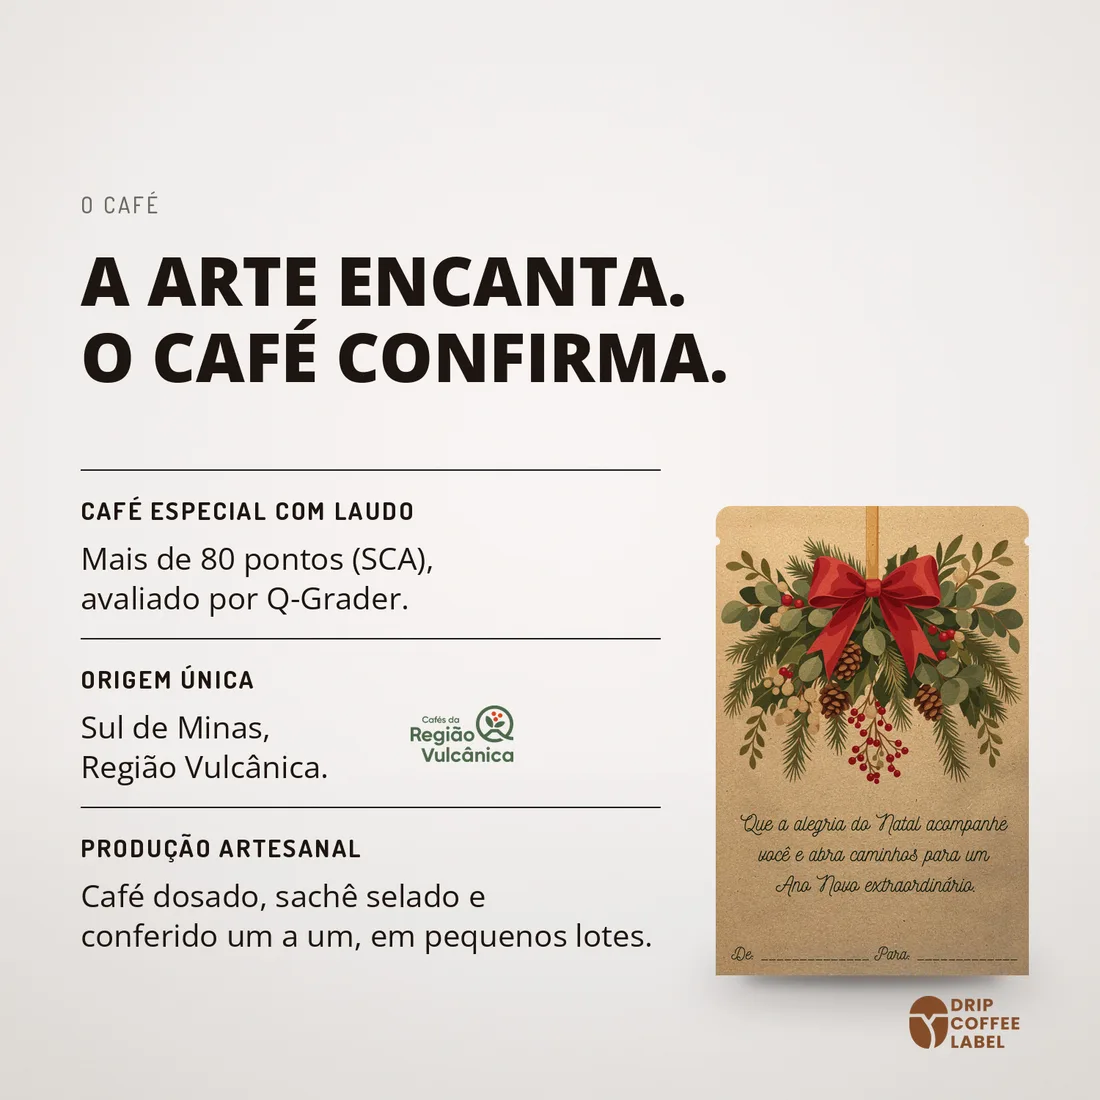 O CAFÉ
A ARTE ENCANTA.
O CAFÉ CONFIRMA.
CAFÉ ESPECIAL COM LAUDO
Mais de 80 pontos (SCA),
avaliado por Q-Grader.
ORIGEM ÚNICA
Sul de Minas,
Região Vulcânica.
Cafés da
Região
Vulcânica
PRODUÇÃO ARTESANAL
Café dosado, sachê selado e
conferido um a um, em pequenos lotes.
Que a alegria do Natal acompanhe
você e abra caminhos para um
Ano Novo extraordinário.
De: ______________ Para: _____________
DRIP
COFFEE
LABEL